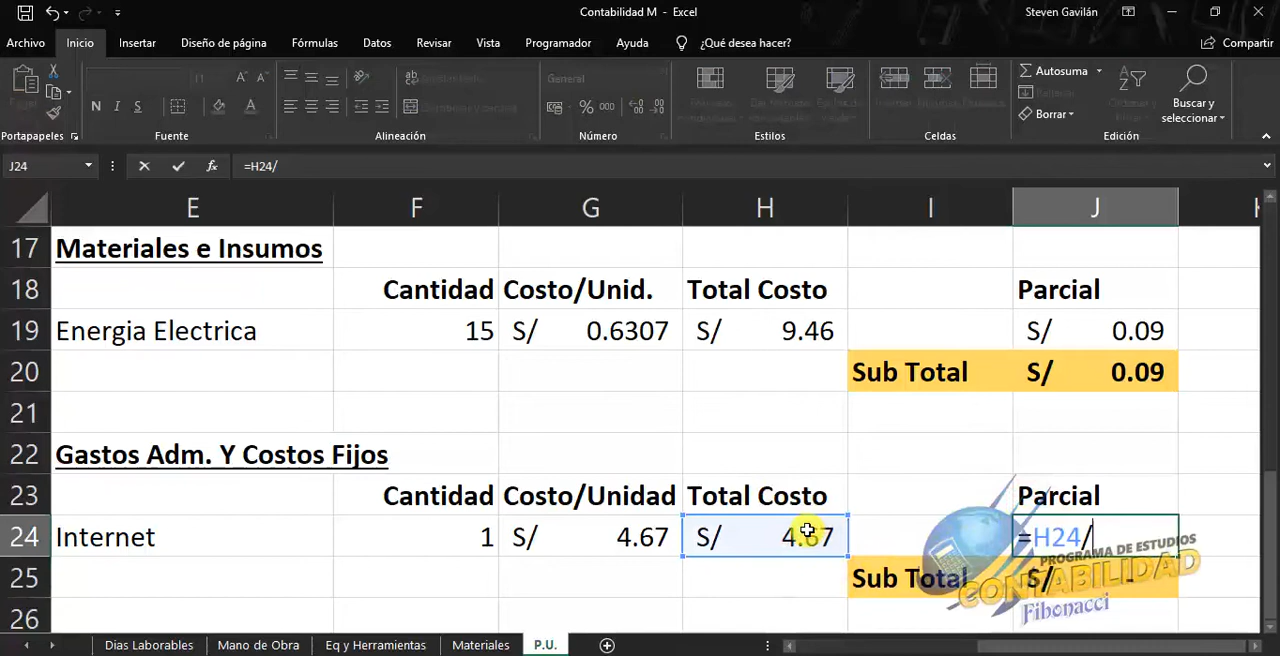 Contabilidad M - Excel
Steven Gavilán
Archivo
Inicio
Insertar
Diseño de página
Fórmulas
Datos
Revisar
Vista
Programador
Ayuda
¿Qué desea hacer?
Compartir
N K S
General
% 000
Autosuma
Borrar
Buscar y
seleccionar
Portapapeles
Fuente
Alineación
Número
Estilos
Celdas
Edición
J24
fx
=H24/
E F G H I J
17 Materiales e Insumos
18 Cantidad Costo/Unid. Total Costo Parcial
19 Energia Electrica 15 S/ 0.6307 S/ 9.46 S/ 0.09
20 Sub Total S/ 0.09
21
22 Gastos Adm. Y Costos Fijos
23 Cantidad Costo/Unidad Total Costo Parcial
24 Internet 1 S/ 4.67 S/ 4.67 =H24/
PROGRAMA DE ESTUDIOS
25 Sub Total S/ -
CONTABILIDAD
Fibonacci
26
Dias Laborables
Mano de Obra
Eq y Herramientas
Materiales
P.U.